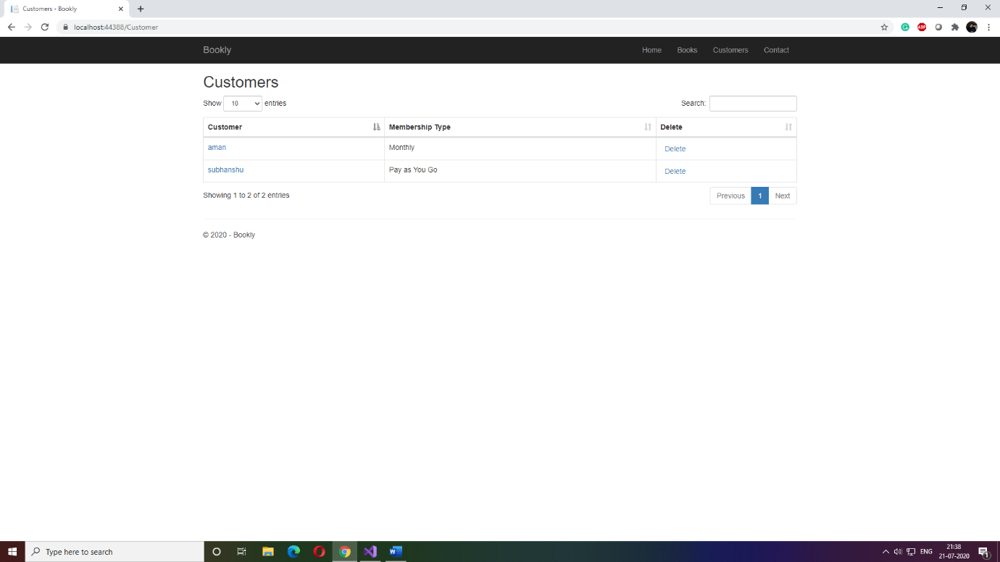 Customers - Bookly
localhost:44388/Customer
ABP
Bookly Home Books Customers Contact
Customers
Show 10 entries Search:
Customer Membership Type Delete
aman Monthly Delete
subhanshu Pay as You Go Delete
Showing 1 to 2 of 2 entries Previous 1 Next
© 2020 - Bookly
Type here to search ENG 21:38
21-07-2020 1